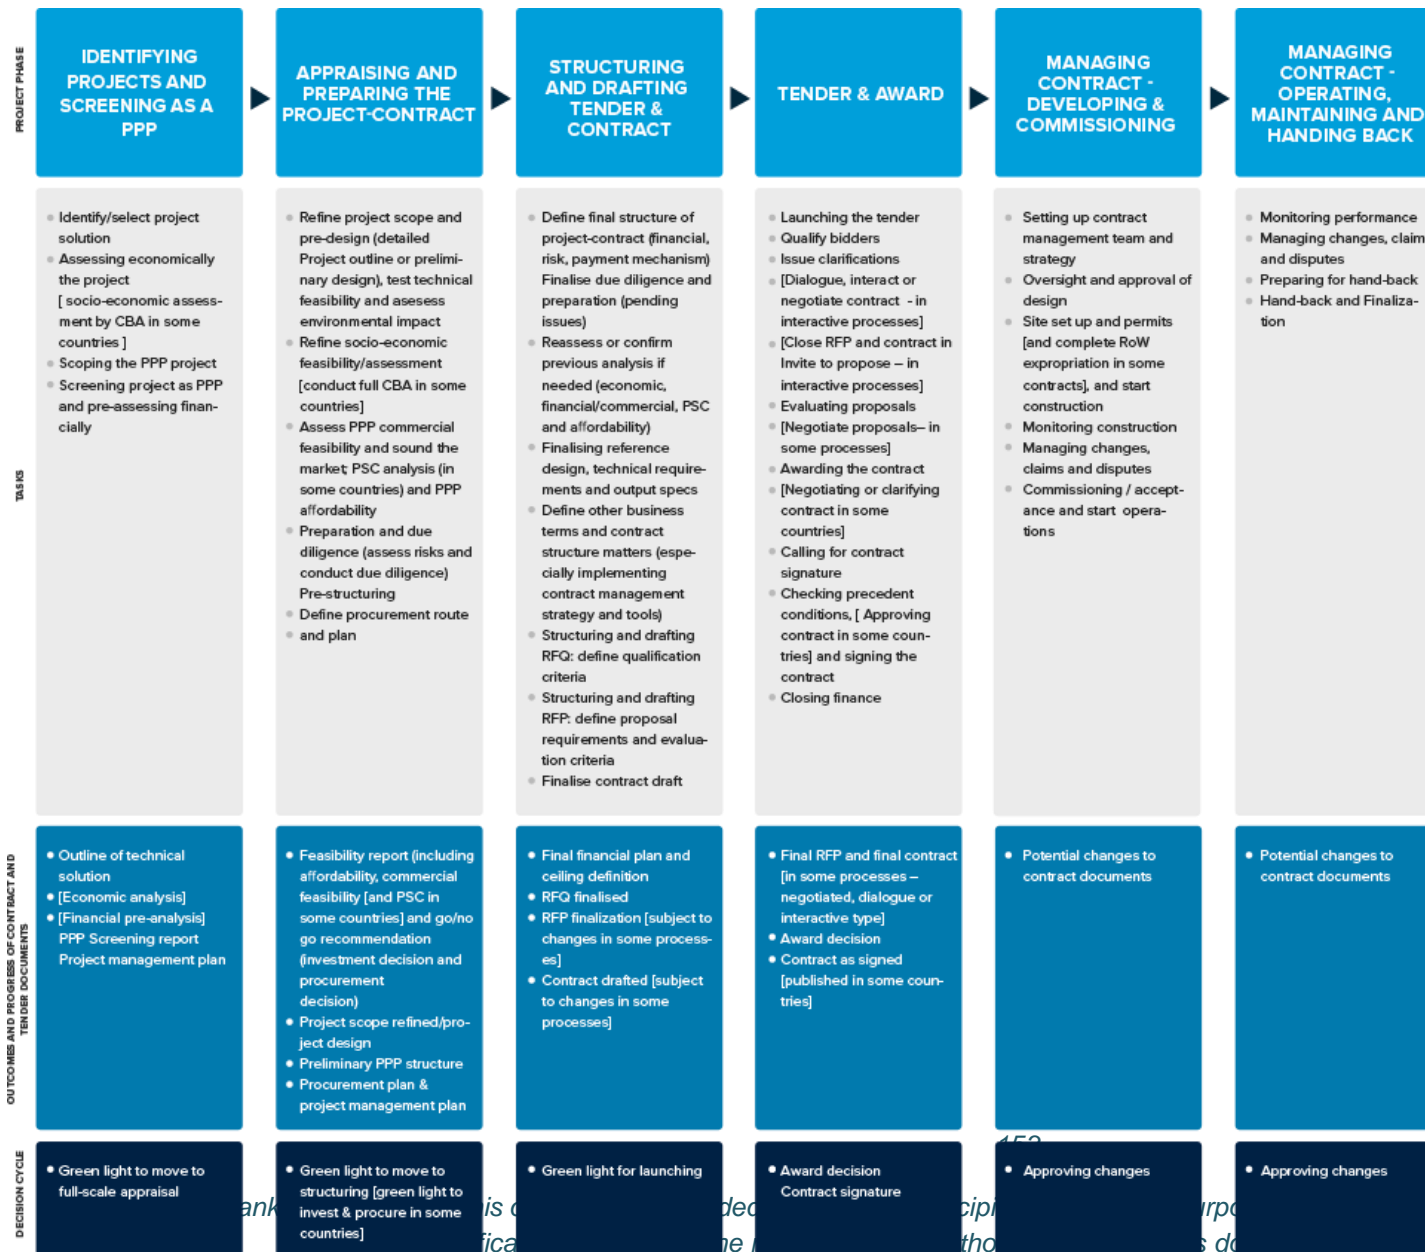 PROJECT PHASE
IDENTIFYING
PROJECTS AND
SCREENING AS A
PPP
APPRAISING AND
PREPARING THE
PROJECT-CONTRACT
STRUCTURING
AND DRAFTING
TENDER &
CONTRACT
TENDER & AWARD
MANAGING
CONTRACT -
DEVELOPING &
COMMISSIONING
MANAGING
CONTRACT -
OPERATING,
MAINTAINING AND
HANDING BACK
TASKS
Identify/select project
solution
Assessing economically
the project
[ socio-economic assess-
ment by CBA in some
countries ]
Scoping the PPP project
Screening project as PPP
and pre-assessing finan-
cially
Refine project scope and
pre-design (detailed
Project outline or prelimi-
nary design), test technical
feasibility and asesess
environmental impact
Refine socio-economic
feasibility/assessment
[conduct full CBA in some
countries]
Assess PPP commercial
feasibility and sound the
market; PSC analysis (in
some countries) and PPP
affordability
Preparation and due
diligence (assess risks and
conduct due diligence)
Pre-structuring
Define procurement route
and plan
Define final structure of
project-contract (financial,
risk, payment mechanism)
Finalise due diligence and
preparation (pending
issues)
Reassess or confirm
previous analysis if
needed (economic,
financial/commercial, PSC
and affordability)
Finalising reference
design, technical require-
ments and output specs
Define other business
terms and contract
structure matters (espe-
cially implementing
contract management
strategy and tools)
Structuring and drafting
RFQ: define qualification
criteria
Structuring and drafting
RFP: define proposal
requirements and evalua-
tion criteria
Finalise contract draft
Launching the tender
Qualify bidders
Issue clarifications
[Dialogue, interact or
negotiate contract - in
interactive processes]
[Close RFP and contract in
Invite to propose – in
interactive processes]
Evaluating proposals
[Negotiate proposals– in
some processes]
Awarding the contract
[Negotiating or clarifying
contract in some
countries]
Calling for contract
signature
Checking precedent
conditions, [ Approving
contract in some coun-
tries] and signing the
contract
Closing finance
Setting up contract
management team and
strategy
Oversight and approval of
design
Site set up and permits
[and complete RoW
expropriation in some
contracts], and start
construction
Monitoring construction
Managing changes,
claims and disputes
Commissioning / accept-
ance and start opera-
tions
Monitoring performance
Managing changes, claim
and disputes
Preparing for hand-back
Hand-back and Finaliza-
tion
OUTCOMES AND PROGRESS OF CONTRACT AND
TENDER DOCUMENTS
Outline of technical
solution
[Economic analysis]
[Financial pre-analysis]
PPP Screening report
Project management plan
Feasibility report (including
affordability, commercial
feasibility [and PSC in
some countries] and go/no
go recommendation
(investment decision and
procurement
decision)
Project scope refined/pro-
ject design
Preliminary PPP structure
Procurement plan &
project management plan
Final financial plan and
ceiling definition
RFQ finalised
RFP finalization [subject to
changes in some process-
es]
Contract drafted [subject
to changes in some
processes]
Final RFP and final contract
[in some processes –
negotiated, dialogue or
interactive type]
Award decision
Contract as signed
[published in some coun-
tries]
Potential changes to
contract documents
Potential changes to
contract documents
DECISION CYCLE
Green light to move to
full-scale appraisal
Green light to move to
structuring [green light to
invest & procure in some
countries]
Green light for launching
Award decision
Contract signature
Approving changes
Approving changes